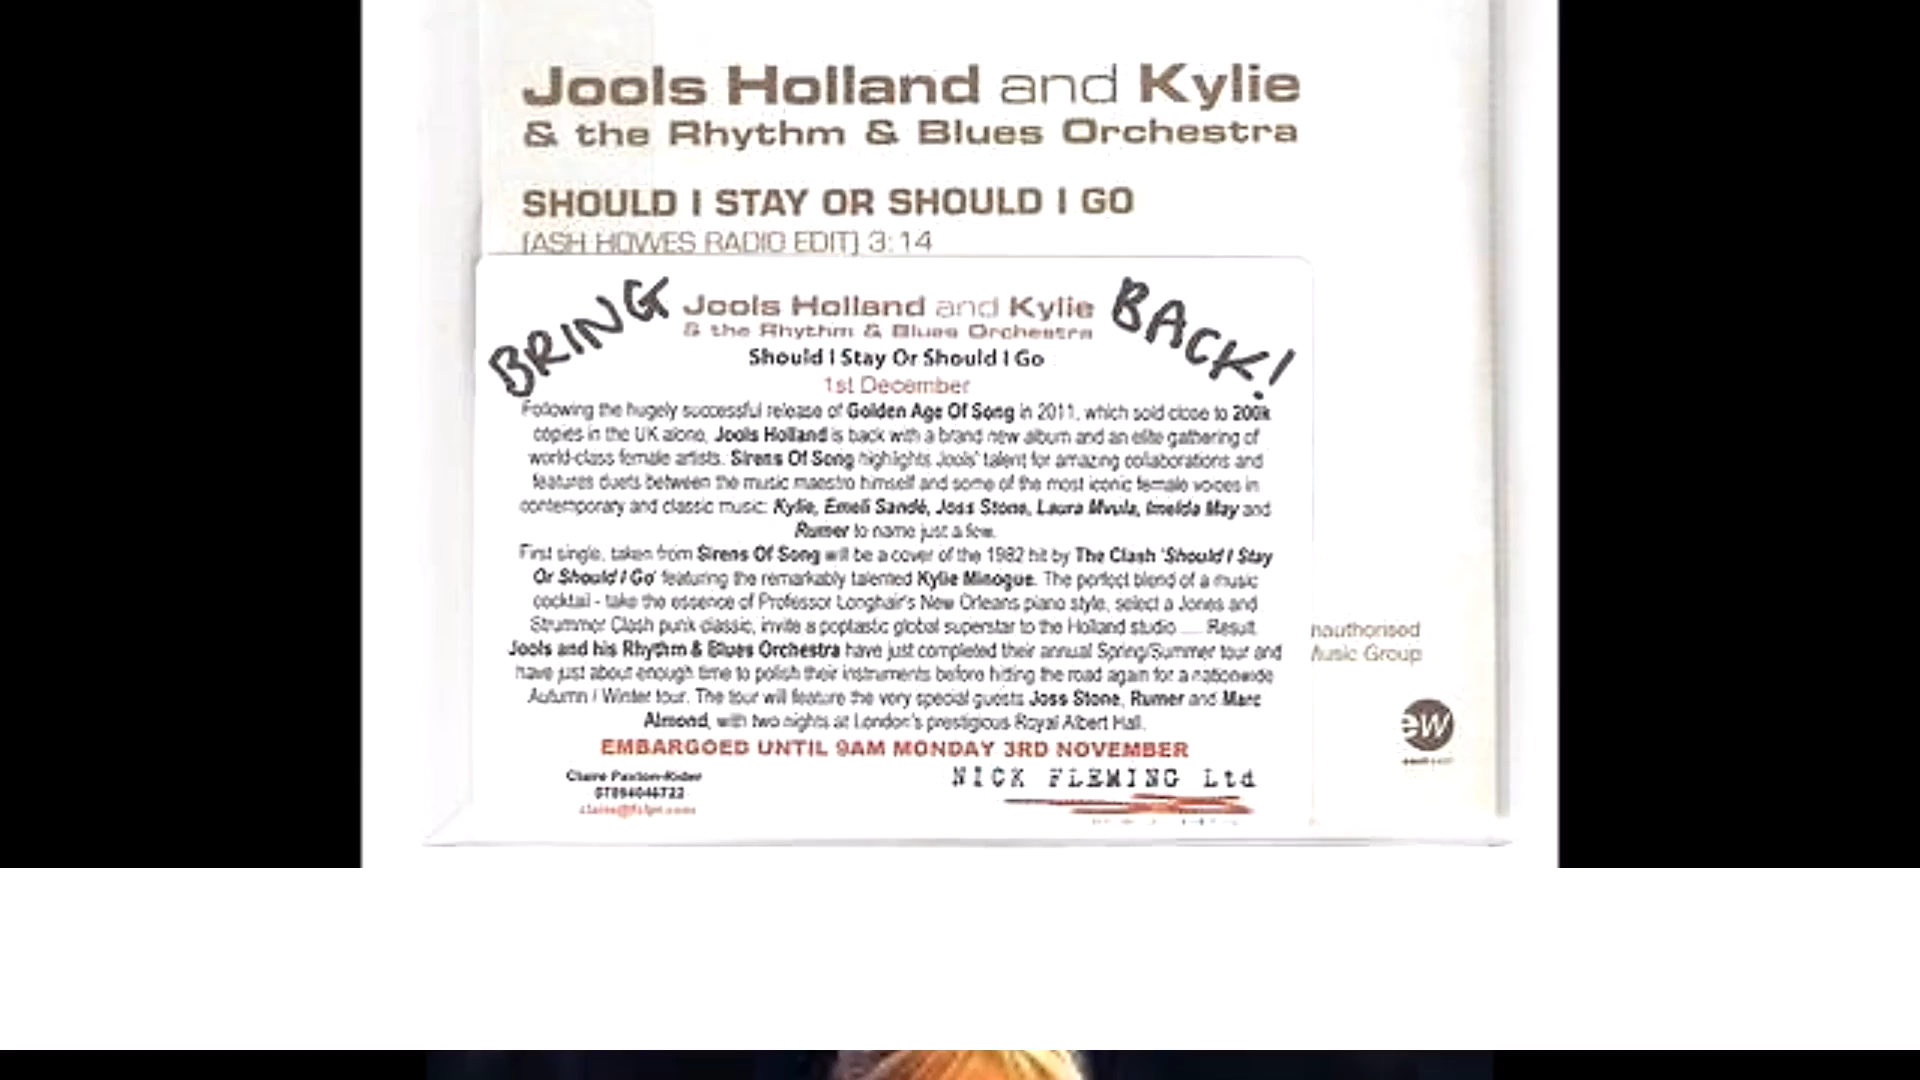 Jools Holland and Kylie
& the Rhythm & Blues Orchestra
SHOULD I STAY OR SHOULD I GO
[ASH HOWES RADIO EDIT] 3:14
BRING BACK!
Jools Holland and Kylie
& the Rhythm & Blues Orchestra
Should I Stay Or Should I Go
1st December
Following the hugely successful release of Golden Age Of Song in 2011, which sold close to 200k
copies in the UK alone, Jools Holland is back with a brand new album and an elite gathering of
world-class female artists. Sirens Of Song highlights Jools' talent for amazing collaborations and
features duets between the music maestro himself and some of the most iconic female voices in
contemporary and classic music: Kylie, Emeli Sandé, Joss Stone, Laura Mvula, Imelda May and
Rumer to name just a few.
First single, taken from Sirens Of Song will be a cover of the 1982 hit by The Clash 'Should I Stay
Or Should I Go' featuring the remarkably talented Kylie Minogue. The perfect blend of a music
cocktail - take the essence of Professor Longhair's New Orleans piano style, select a Jones and
Strummer Clash punk classic, invite a poptastic global superstar to the Holland studio ..... Result.
Jools and his Rhythm & Blues Orchestra have just completed their annual Spring/Summer tour and
have just about enough time to polish their instruments before hitting the road again for a nationwide
Autumn / Winter tour. The tour will feature the very special guests Joss Stone, Rumer and Marc
Almond, with two nights at London's prestigious Royal Albert Hall.
EMBARGOED UNTIL 9AM MONDAY 3RD NOVEMBER
Claire
NICK FLEMING Ltd
nauthorised
Music Group
ew